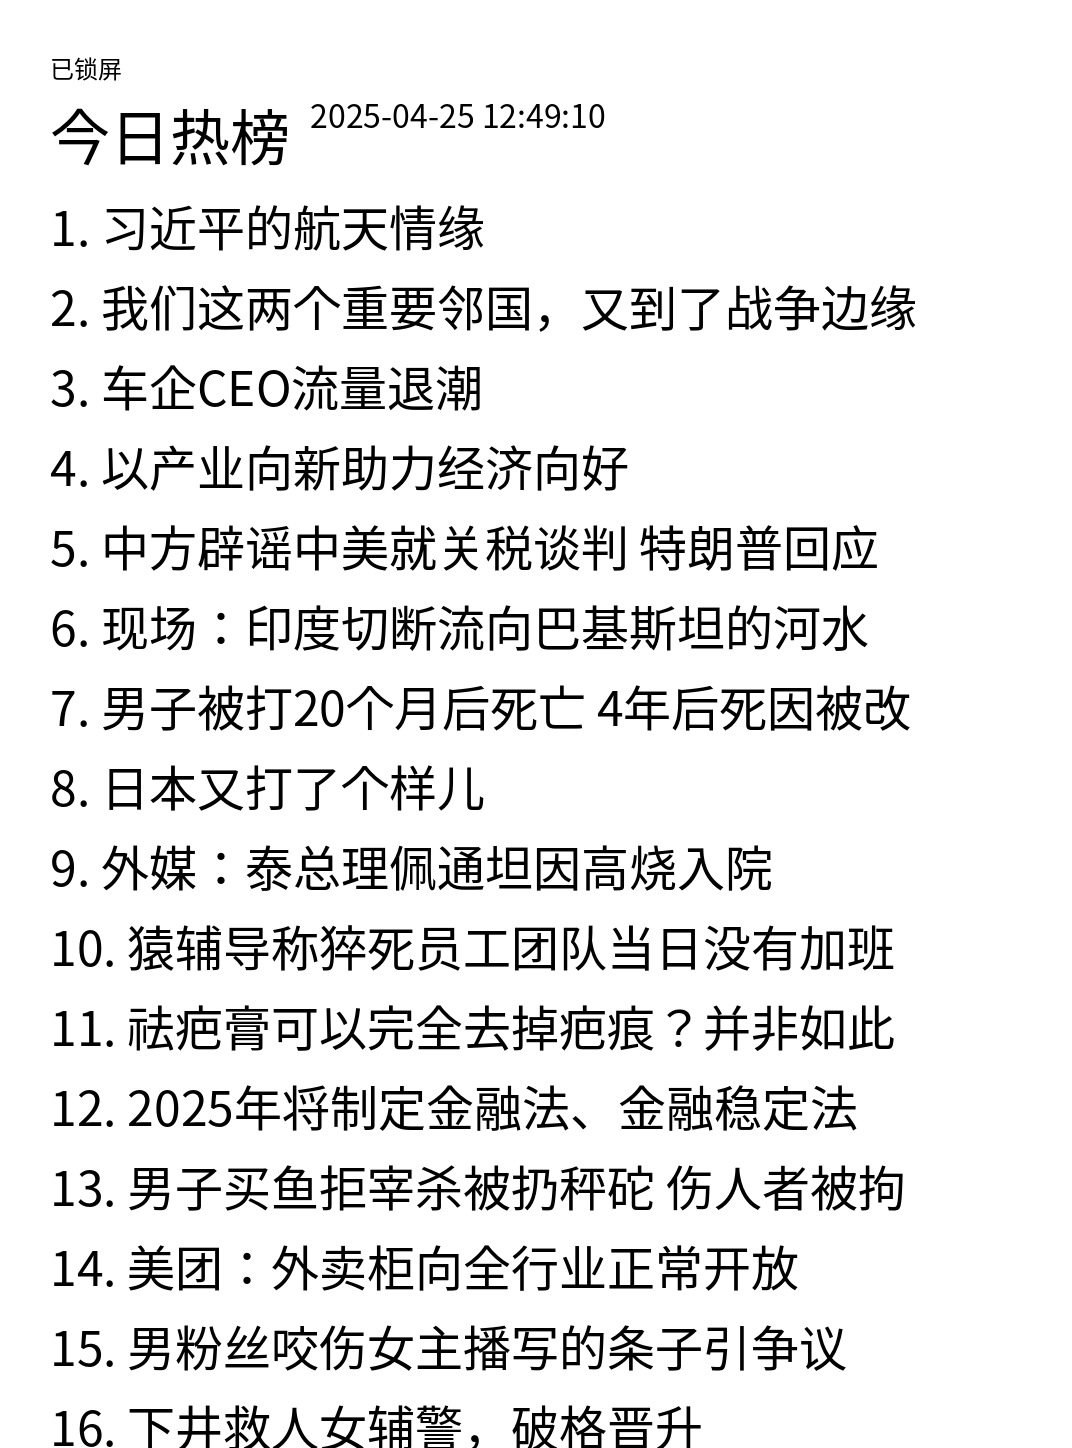 已锁屏
今日热榜 2025-04-25 12:49:10
1. 习近平的航天情缘
2. 我们这两个重要邻国，又到了战争边缘
3. 车企CEO流量退潮
4. 以产业向新助力经济向好
5. 中方辟谣中美就关税谈判 特朗普回应
6. 现场：印度切断流向巴基斯坦的河水
7. 男子被打20个月后死亡 4年后死因被改
8. 日本又打了个样儿
9. 外媒：泰总理佩通坦因高烧入院
10. 猿辅导称猝死员工团队当日没有加班
11. 祛疤膏可以完全去掉疤痕？并非如此
12. 2025年将制定金融法、金融稳定法
13. 男子买鱼拒宰杀被扔秤砣 伤人者被拘
14. 美团：外卖柜向全行业正常开放
15. 男粉丝咬伤女主播写的条子引争议
16. 下井救人女辅警，破格晋升